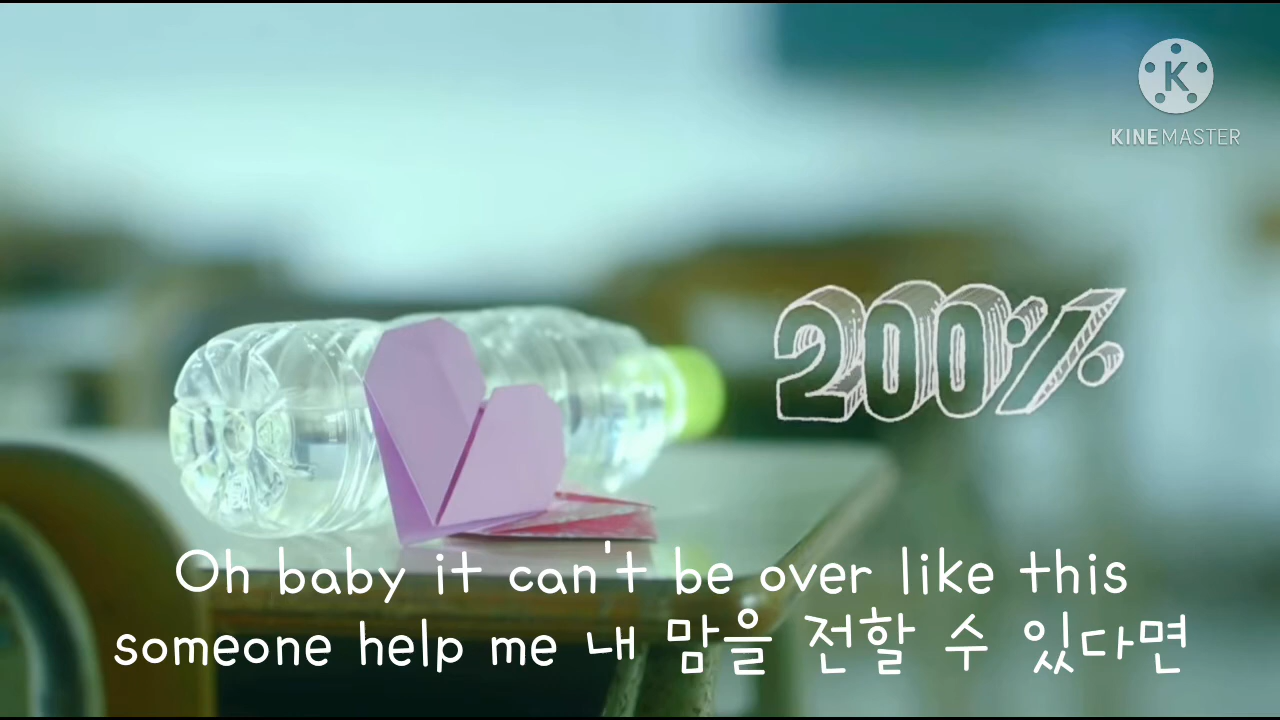 K
KINEMASTER
200%
Oh baby it can't be over like this
someone help me 내 맘을 전할 수 있다면